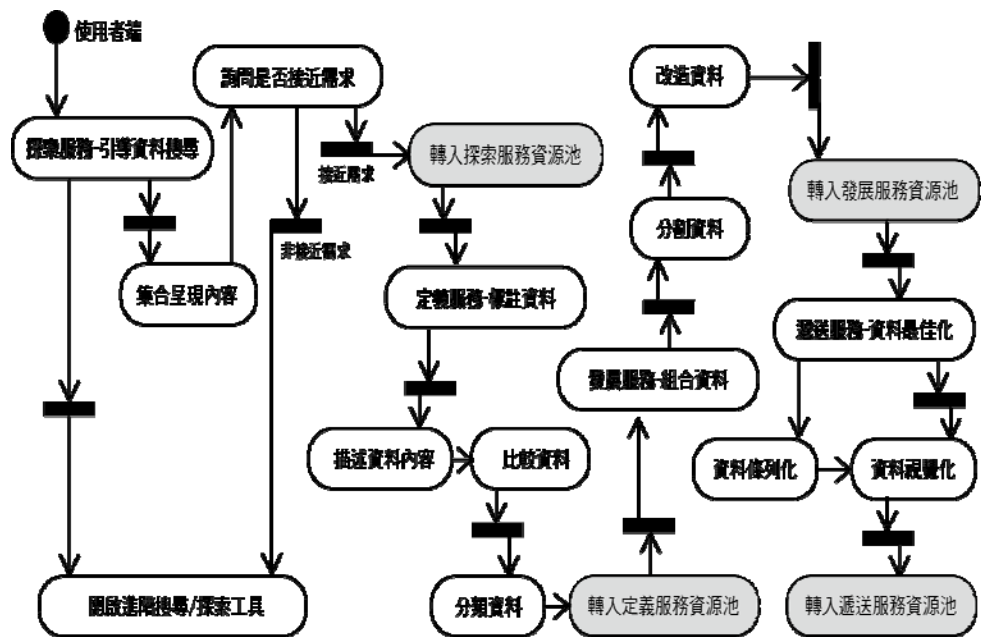 使用者端
探索服務-引導資料搜尋
集合呈現內容
詢問是否接近需求
接近需求
非接近需求
開啟進階搜尋/探索工具
轉入探索服務資源池
定義服務-標註資料
描述資料內容
比較資料
分類資料
轉入定義服務資源池
發展服務-組合資料
分割資料
改造資料
轉入發展服務資源池
遞送服務-資料最佳化
資料條列化
資料視覺化
轉入遞送服務資源池